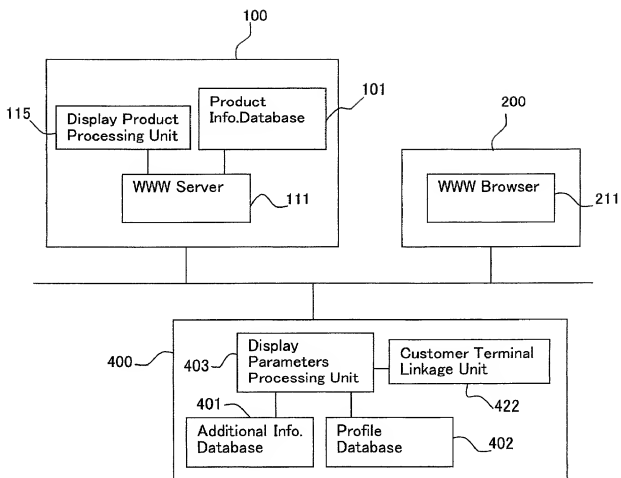 100
115
Display Product
Processing Unit
Product
Info.Database
101
WWW Server
111
200
WWW Browser
211
400
403
Display
Parameters
Processing Unit
Customer Terminal
Linkage Unit
422
401
Additional Info.
Database
Profile
Database
402